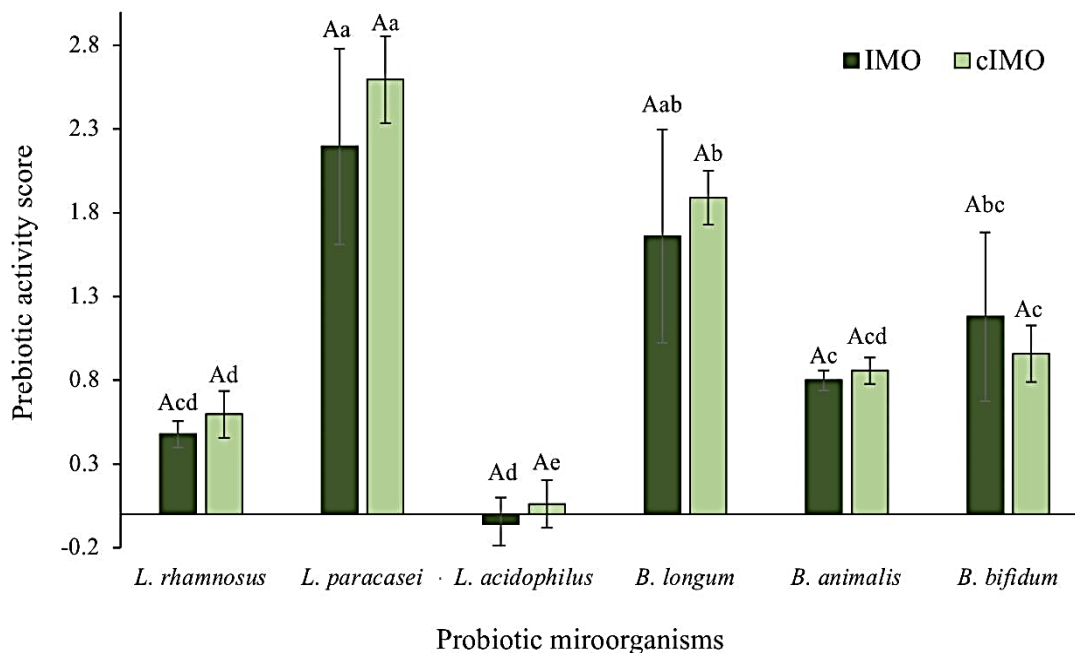 Prebiotic activity score
2.8
2.3
1.8
1.3
0.8
0.3
-0.2
IMO cIMO
Acd Ad
Aa Aa
Ad Ae
Aab Ab
Ac Acd
Abc Ac
L. rhamnosus L. paracasei L. acidophilus B. longum B. animalis B. bifidum
Probiotic miroorganisms